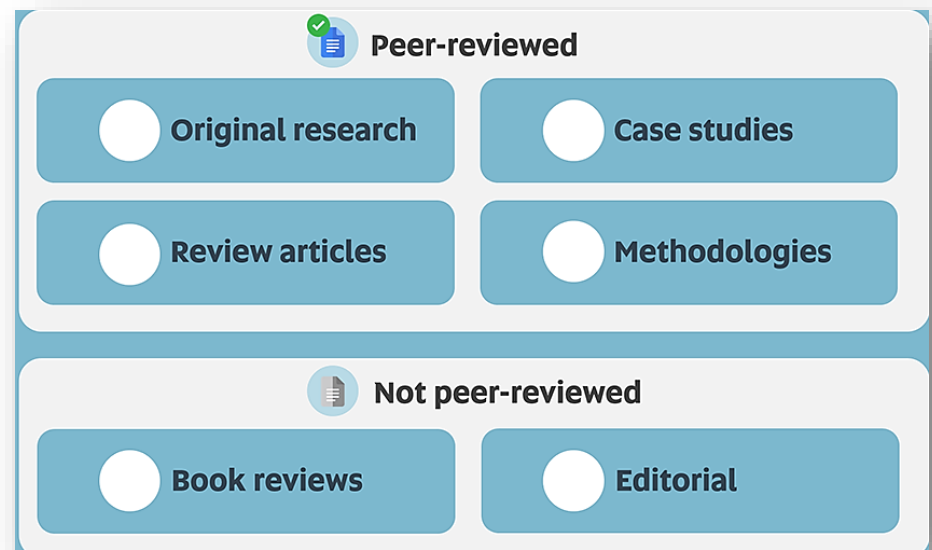 Peer-reviewed
Original research
Case studies
Review articles
Methodologies
Not peer-reviewed
Book reviews
Editorial